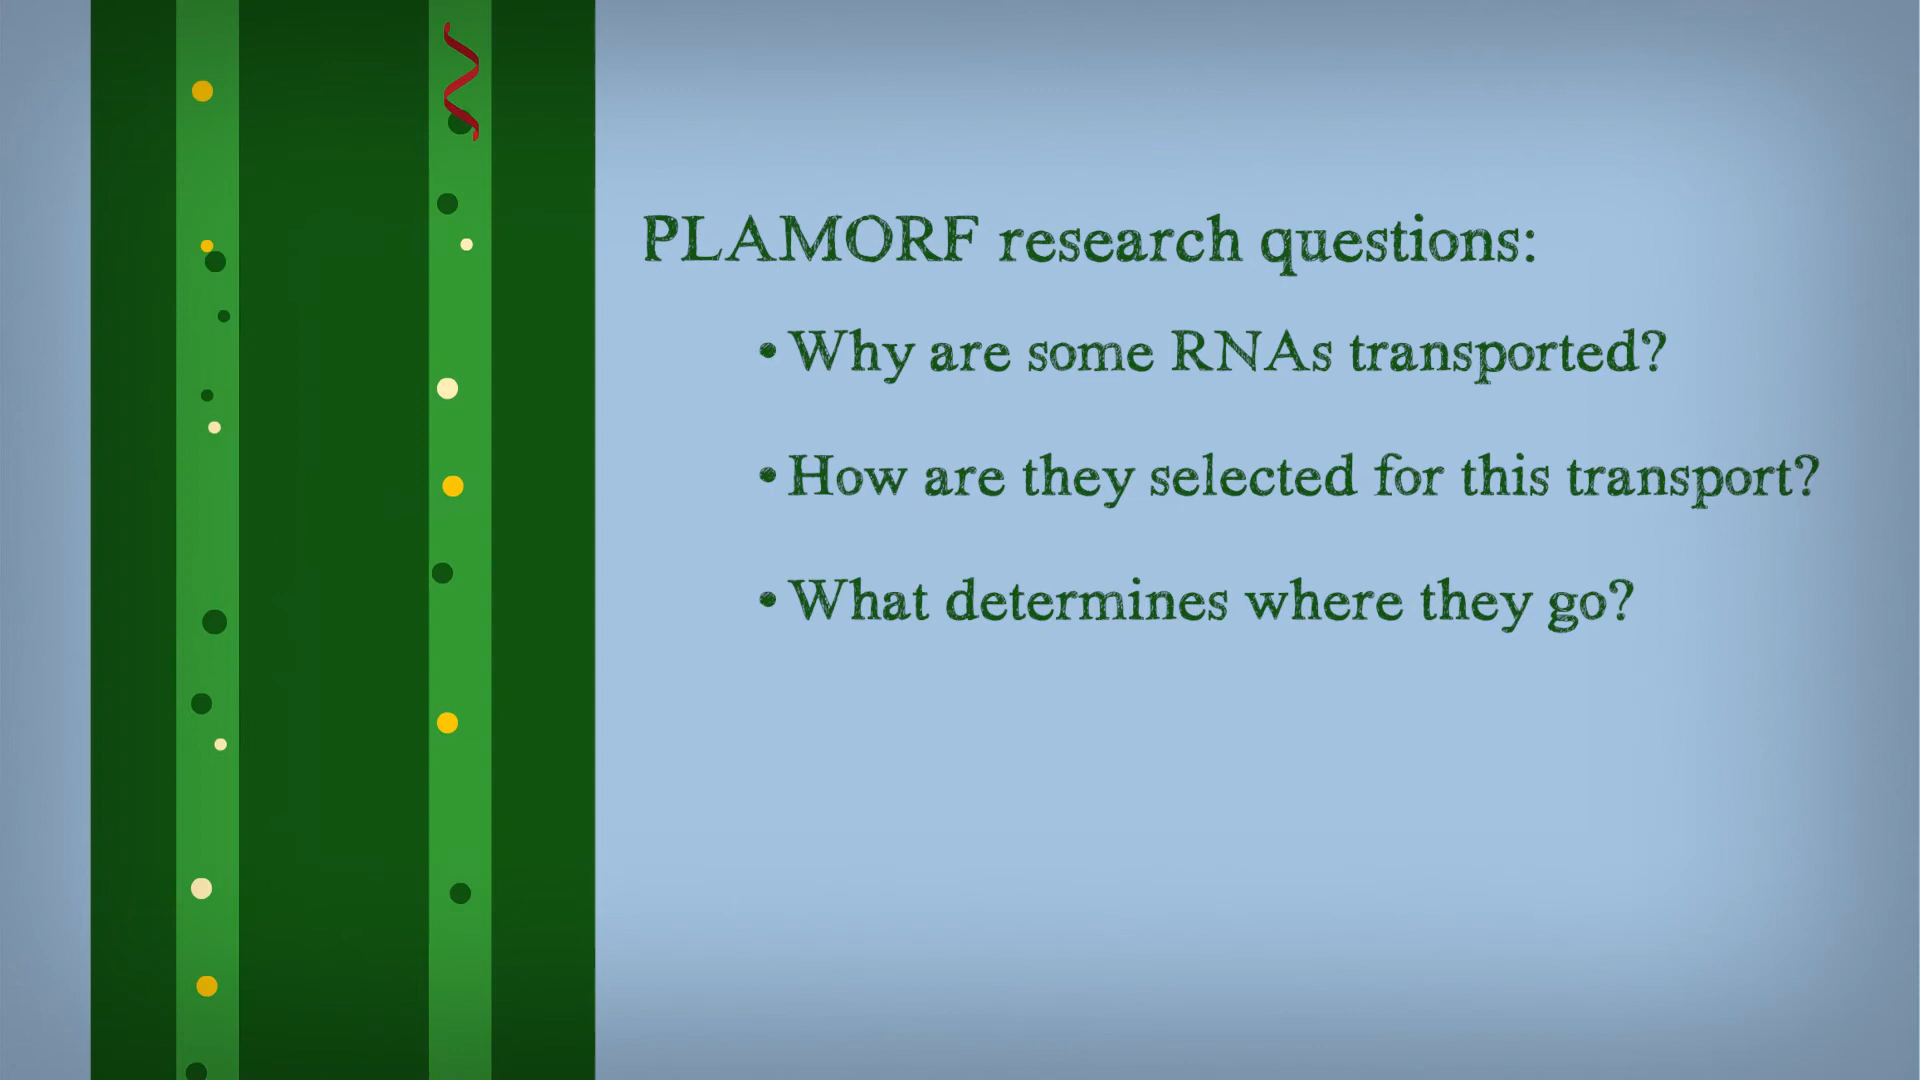 PLAMORF research questions:
• Why are some RNAs transported?
• How are they selected for this transport?
• What determines where they go?